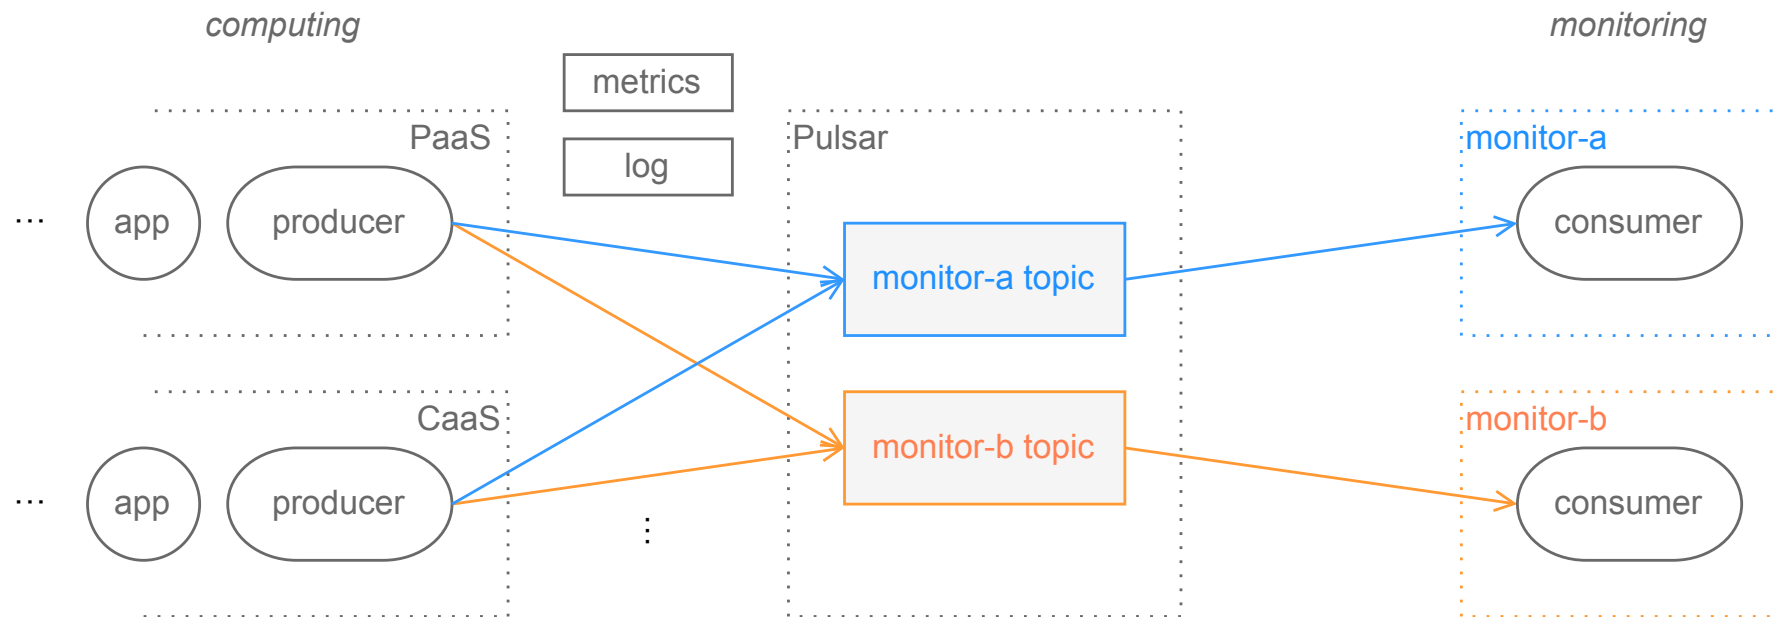 computing
monitoring
metrics
PaaS
Pulsar
monitor-a
log
...
app
producer
consumer
monitor-a topic
CaaS
monitor-b
monitor-b topic
...
app
producer
consumer
...